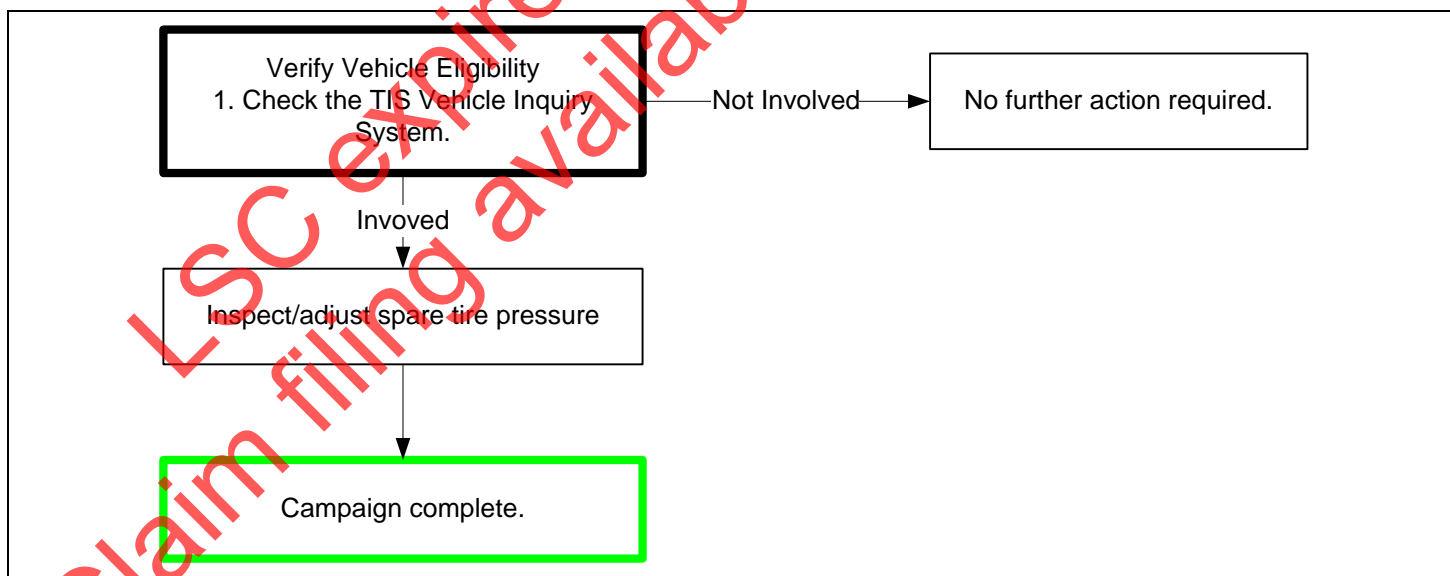 Verify Vehicle Eligibility
1. Check the TIS Vehicle Inquiry
System.
Not Involved
No further action required.
Invoved
Inspect/adjust spare tire pressure
Campaign complete.
LSC expire
Claim filing availab